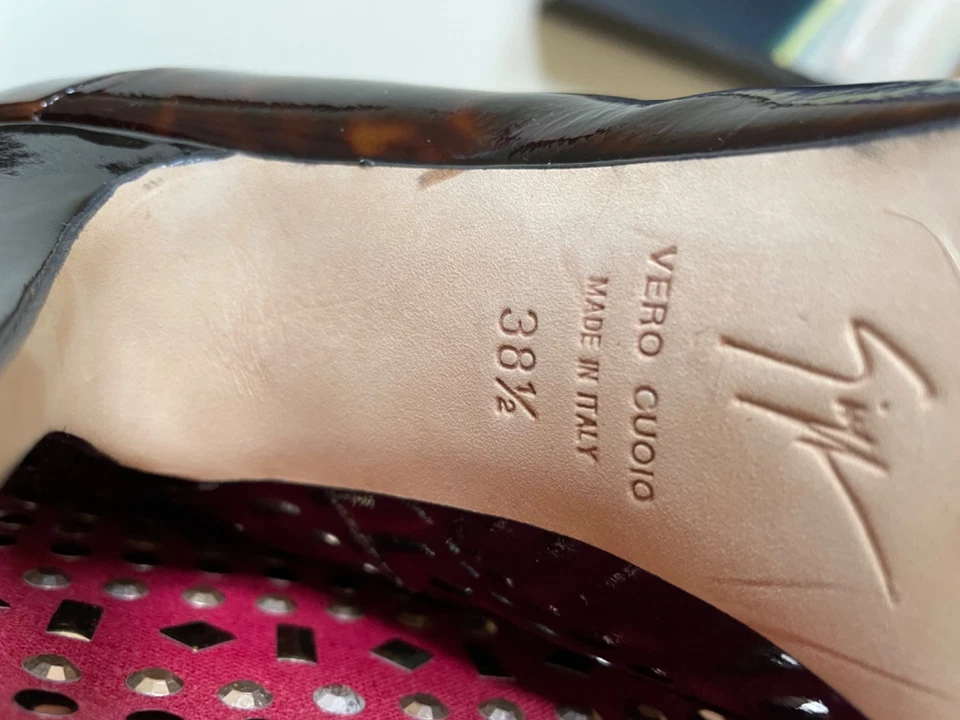 VERO CUOIO
MADE IN ITALY
38½